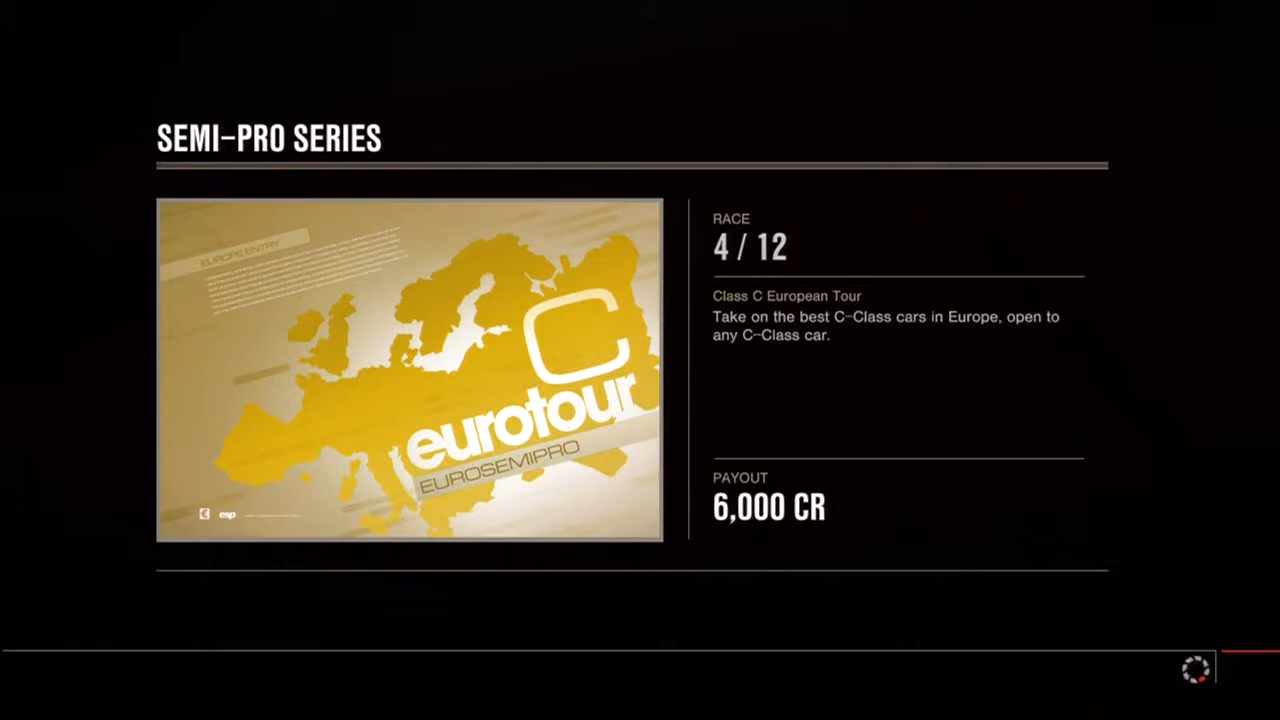 SEMI-PRO SERIES
EUROPE ENTRY
C
eurotour
EUROSEMIPRO
esp
RACE
4 / 12
Class C European Tour
Take on the best C-Class cars in Europe, open to
any C-Class car.
PAYOUT
6,000 CR